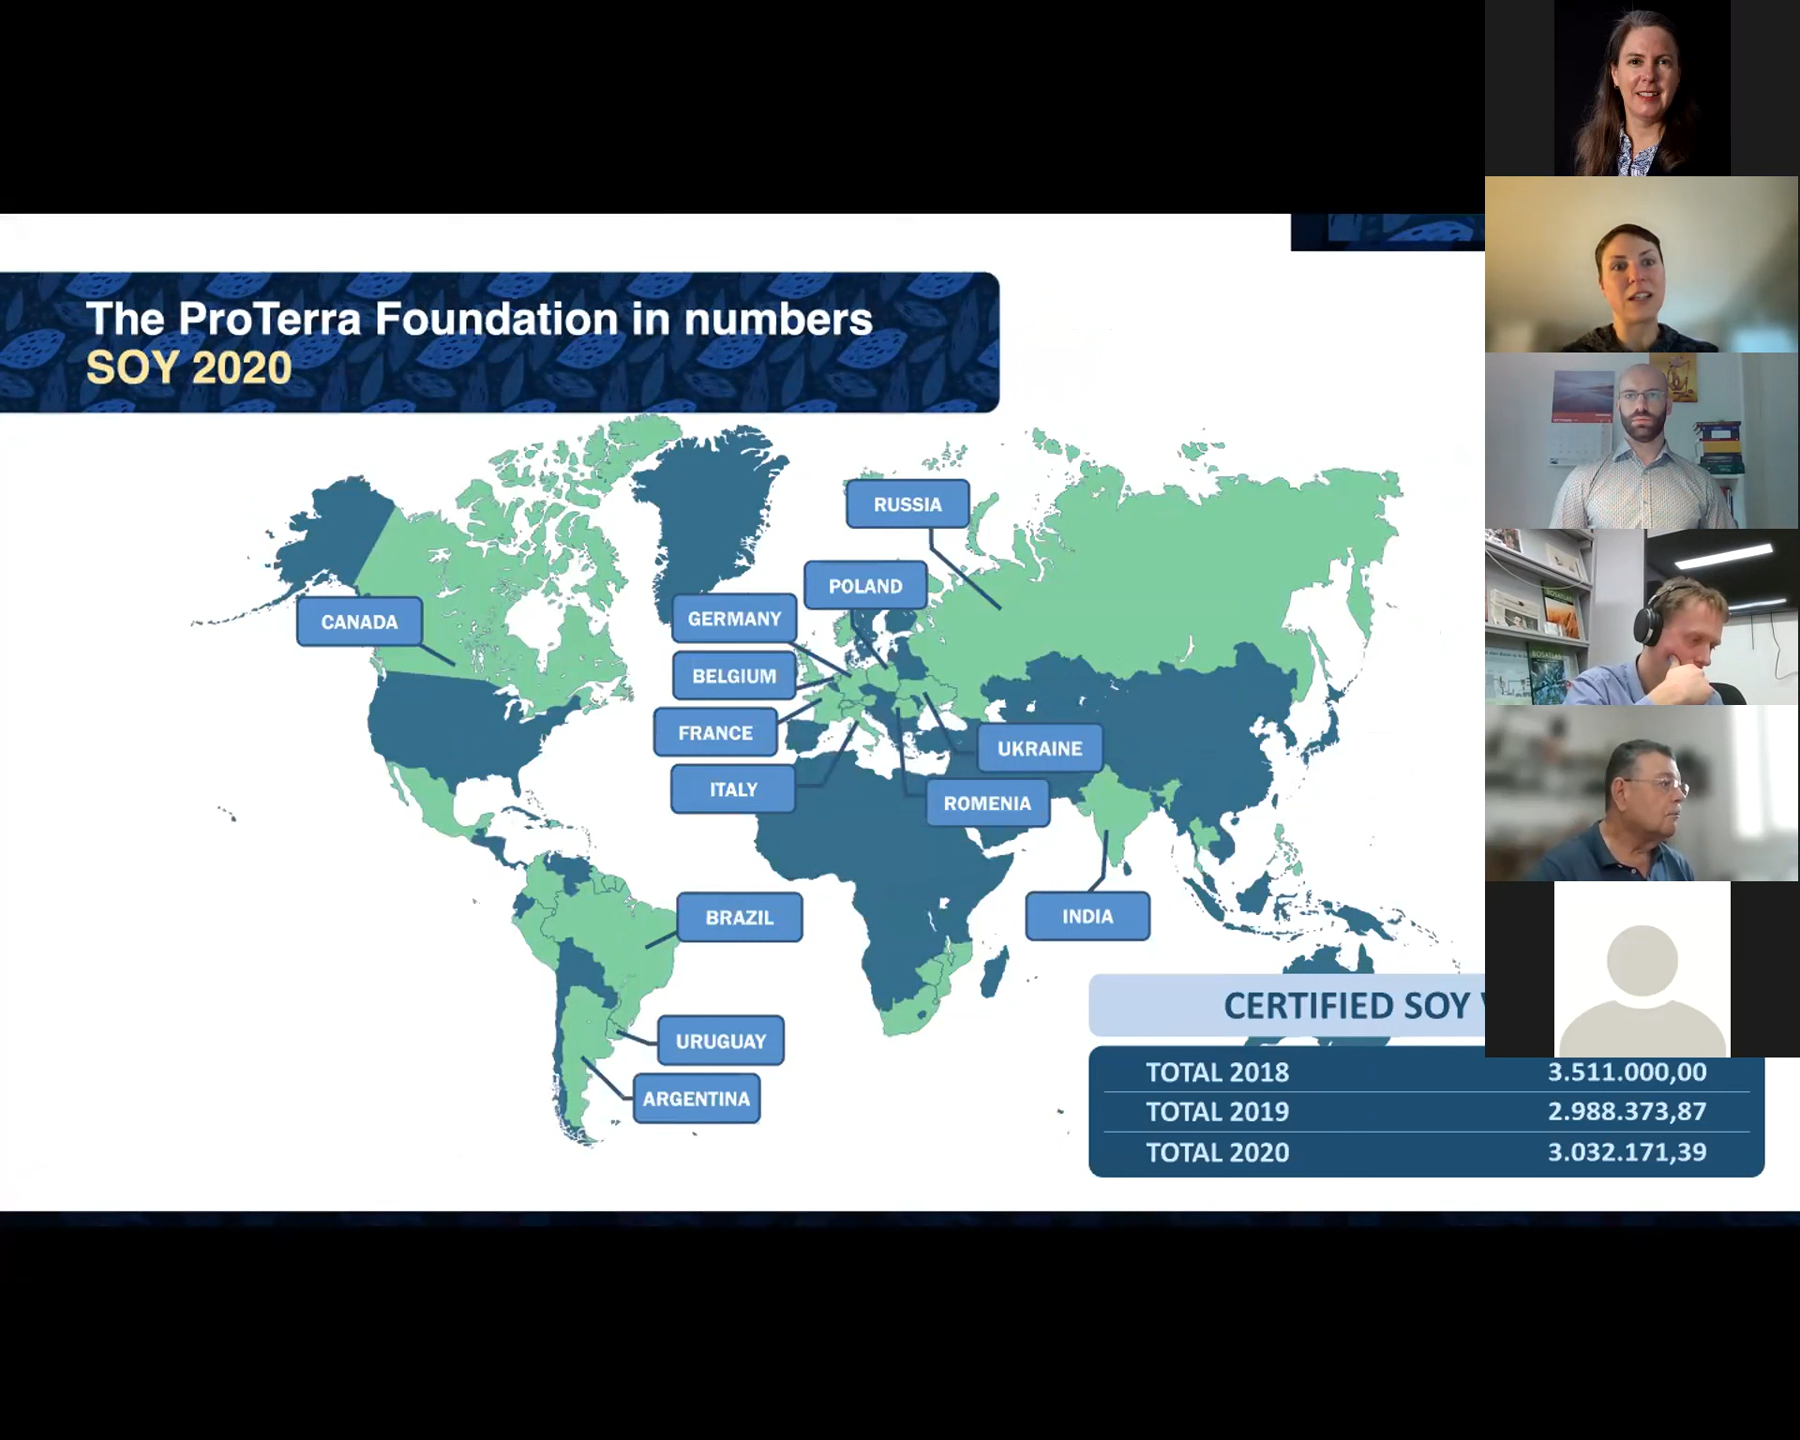 The ProTerra Foundation in numbers
SOY 2020
RUSSIA
POLAND
GERMANY
CANADA
BELGIUM
FRANCE
UKRAINE
ITALY
ROMENIA
BRAZIL
INDIA
URUGUAY
ARGENTINA
CERTIFIED SOY
TOTAL 2018 3.511.000,00
TOTAL 2019 2.988.373,87
TOTAL 2020 3.032.171,39